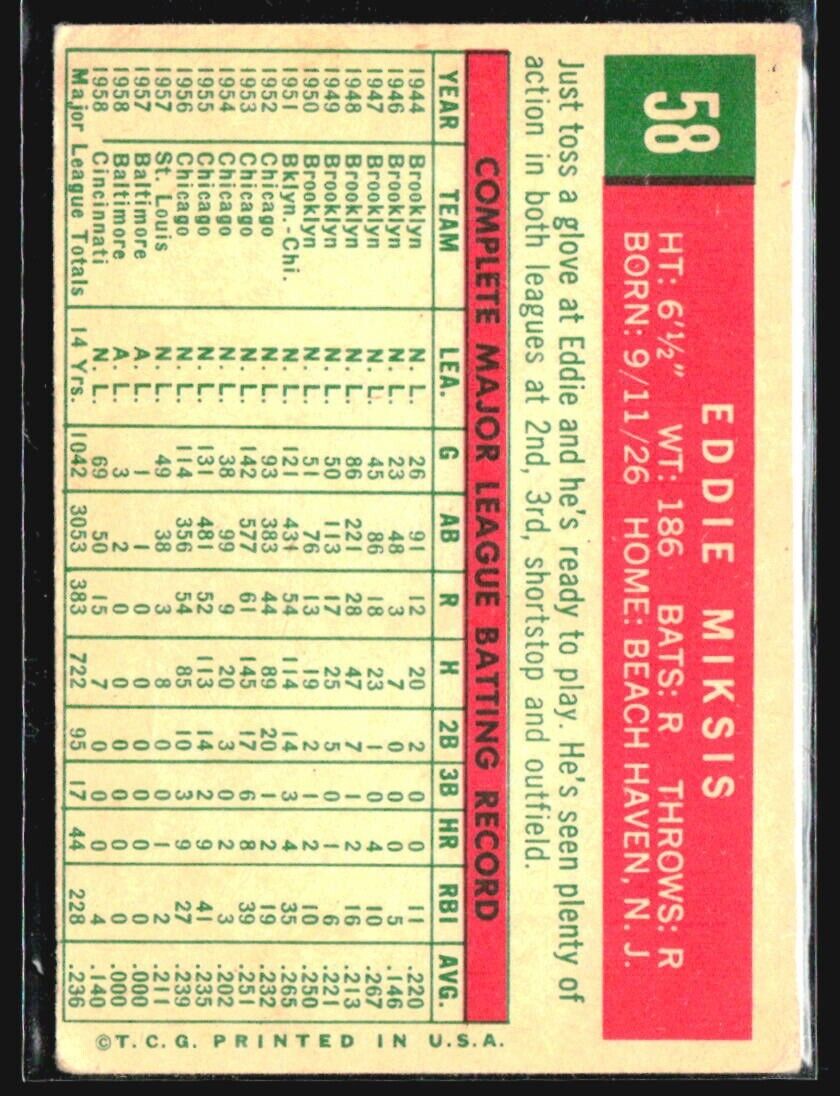 58
EDDIE MIKSIS
HT: 6'1½" WT: 186 BATS: R THROWS: R
BORN: 9/11/26 HOME: BEACH HAVEN, N. J.
Just toss a glove at Eddie and he's ready to play. He's seen plenty of
action in both leagues at 2nd, 3rd, shortstop and outfield.
COMPLETE MAJOR LEAGUE BATTING RECORD
YEAR TEAM LEA. G AB R H 2B 3B HR RBI AVG.
1944 Brooklyn N. L. 26 91 12 20 2 0 0 11 .220
1946 Brooklyn N. L. 23 48 3 7 0 0 0 5 .146
1947 Brooklyn N. L. 45 86 18 23 1 0 4 10 .267
1948 Brooklyn N. L. 86 221 28 47 7 1 2 16 .213
1949 Brooklyn N. L. 50 113 17 25 5 0 1 6 .221
1950 Brooklyn N. L. 51 76 13 19 2 1 2 10 .250
1951 Bklyn.-Chi. N. L. 121 431 54 114 14 3 4 35 .265
1952 Chicago N. L. 93 383 44 89 20 1 2 19 .232
1953 Chicago N. L. 142 577 61 145 17 6 8 39 .251
1954 Chicago N. L. 38 99 9 20 3 0 2 3 .202
1955 Chicago N. L. 131 481 52 113 14 2 9 41 .235
1956 Chicago N. L. 114 356 54 85 10 3 9 27 .239
1957 St. Louis N. L. 49 38 3 8 0 0 1 2 .211
1957 Baltimore A. L. 1 1 0 0 0 0 0 0 .000
1958 Baltimore A. L. 3 2 0 0 0 0 0 0 .000
1958 Cincinnati N. L. 69 50 15 7 0 0 0 4 .140
Major League Totals 14 Yrs. 1042 3053 383 722 95 17 44 228 .236
©T.C.G. PRINTED IN U.S.A.